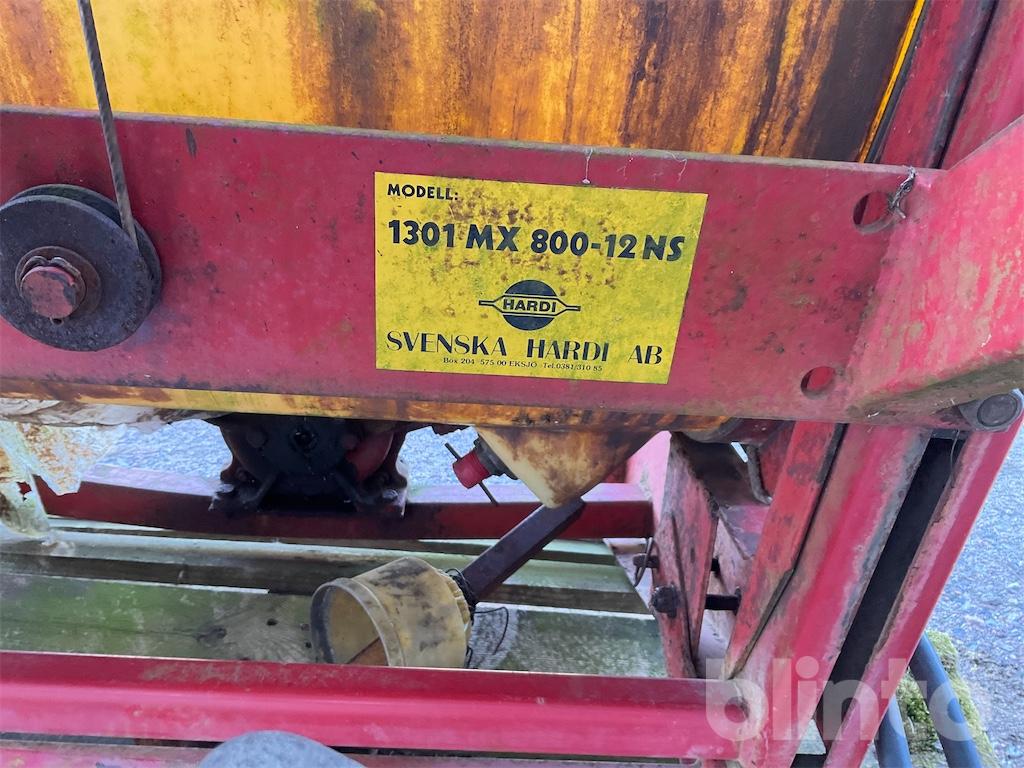 MODELL:
1301 MX 800-12 NS
HARDI
SVENSKA HARDI AB
Box 204 575 00 EKSJÖ Tel.0381/310 85
blinto